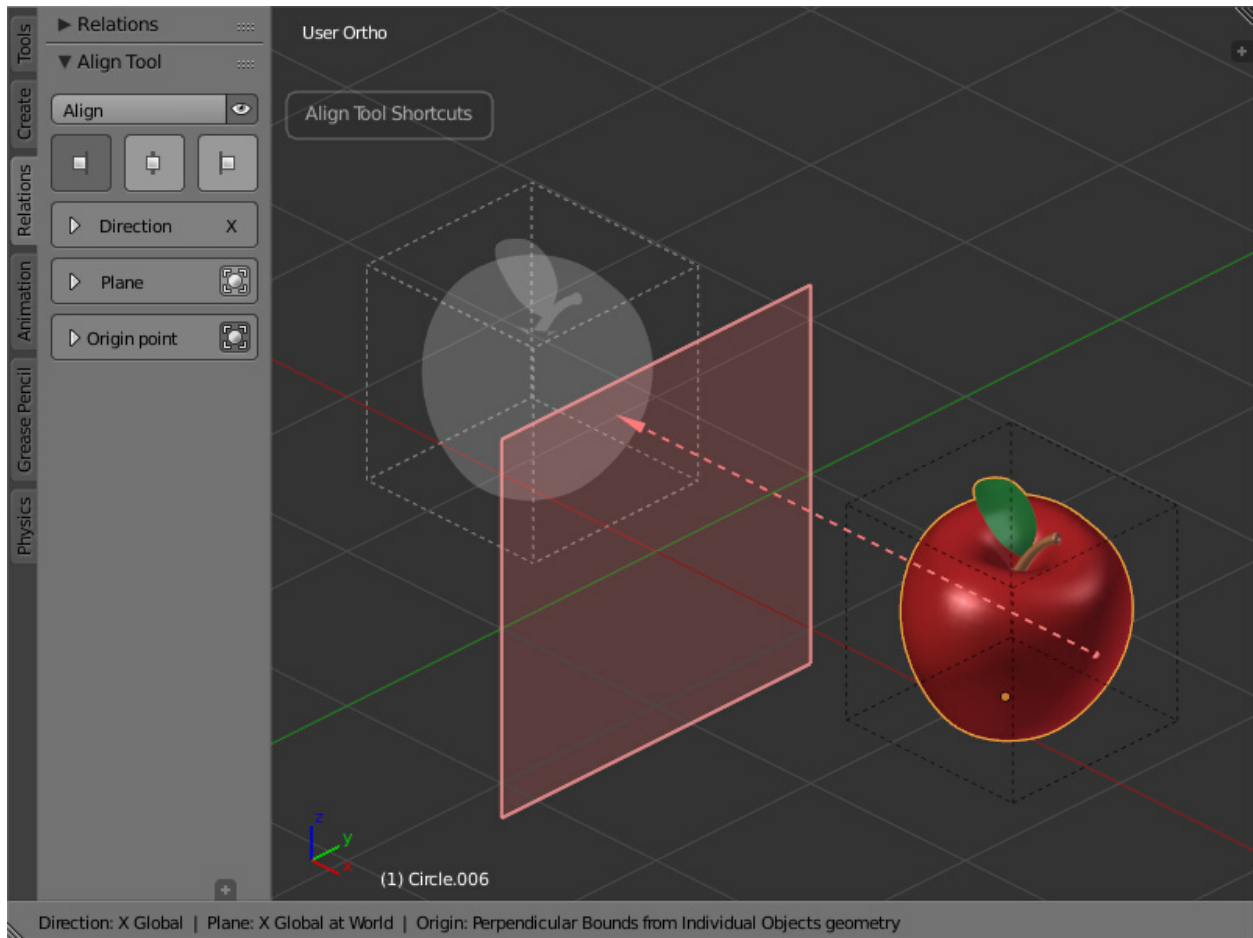 Tools
Create
Relations
Animation
Grease Pencil
Physics
Relations
Align Tool
Align
Direction X
Plane
Origin point
User Ortho
Align Tool Shortcuts
z
y
x
(1) Circle.006
Direction: X Global | Plane: X Global at World | Origin: Perpendicular Bounds from Individual Objects geometry